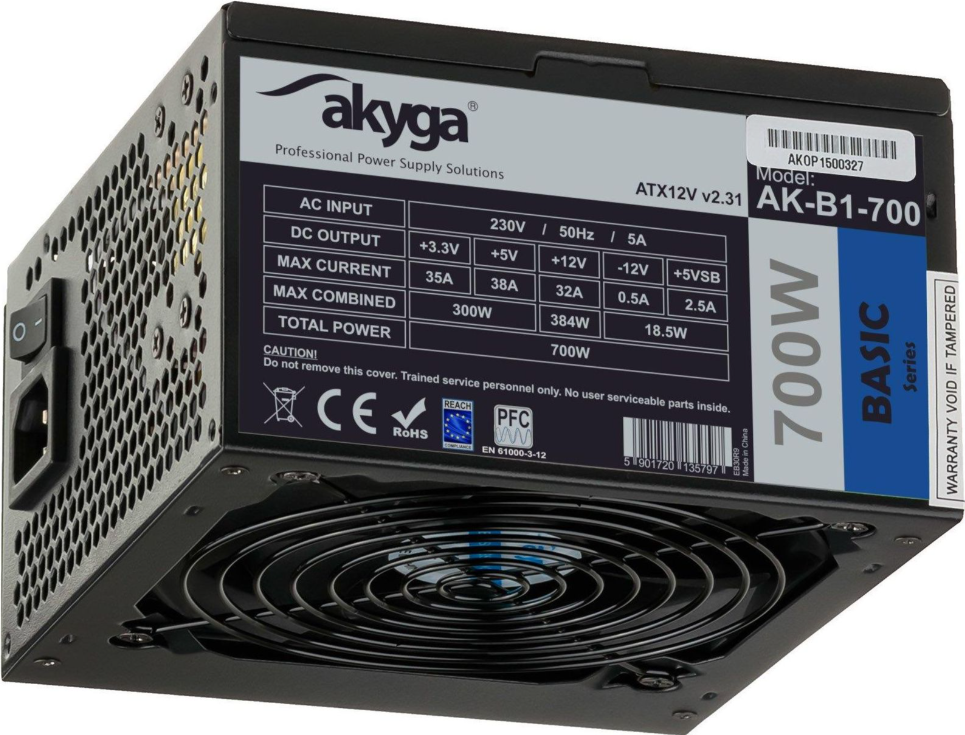 akyga®
Professional Power Supply Solutions
ATX12V v2.31
AKOP1500327
Model:
AK-B1-700
AC INPUT 230V / 50Hz / 5A
DC OUTPUT +3.3V +5V +12V -12V +5VSB
MAX CURRENT 35A 38A 32A 0.5A 2.5A
MAX COMBINED 300W 384W 18.5W
TOTAL POWER 700W
CAUTION!
Do not remove this cover. Trained service personnel only. No user serviceable parts inside.
CE
RoHS
REACH
COMPLIANCE
PFC
EN 61000-3-12
5 901720 135797
EB30R9
Made in China
700W
BASIC
Series
WARRANTY VOID IF TAMPERED
O I